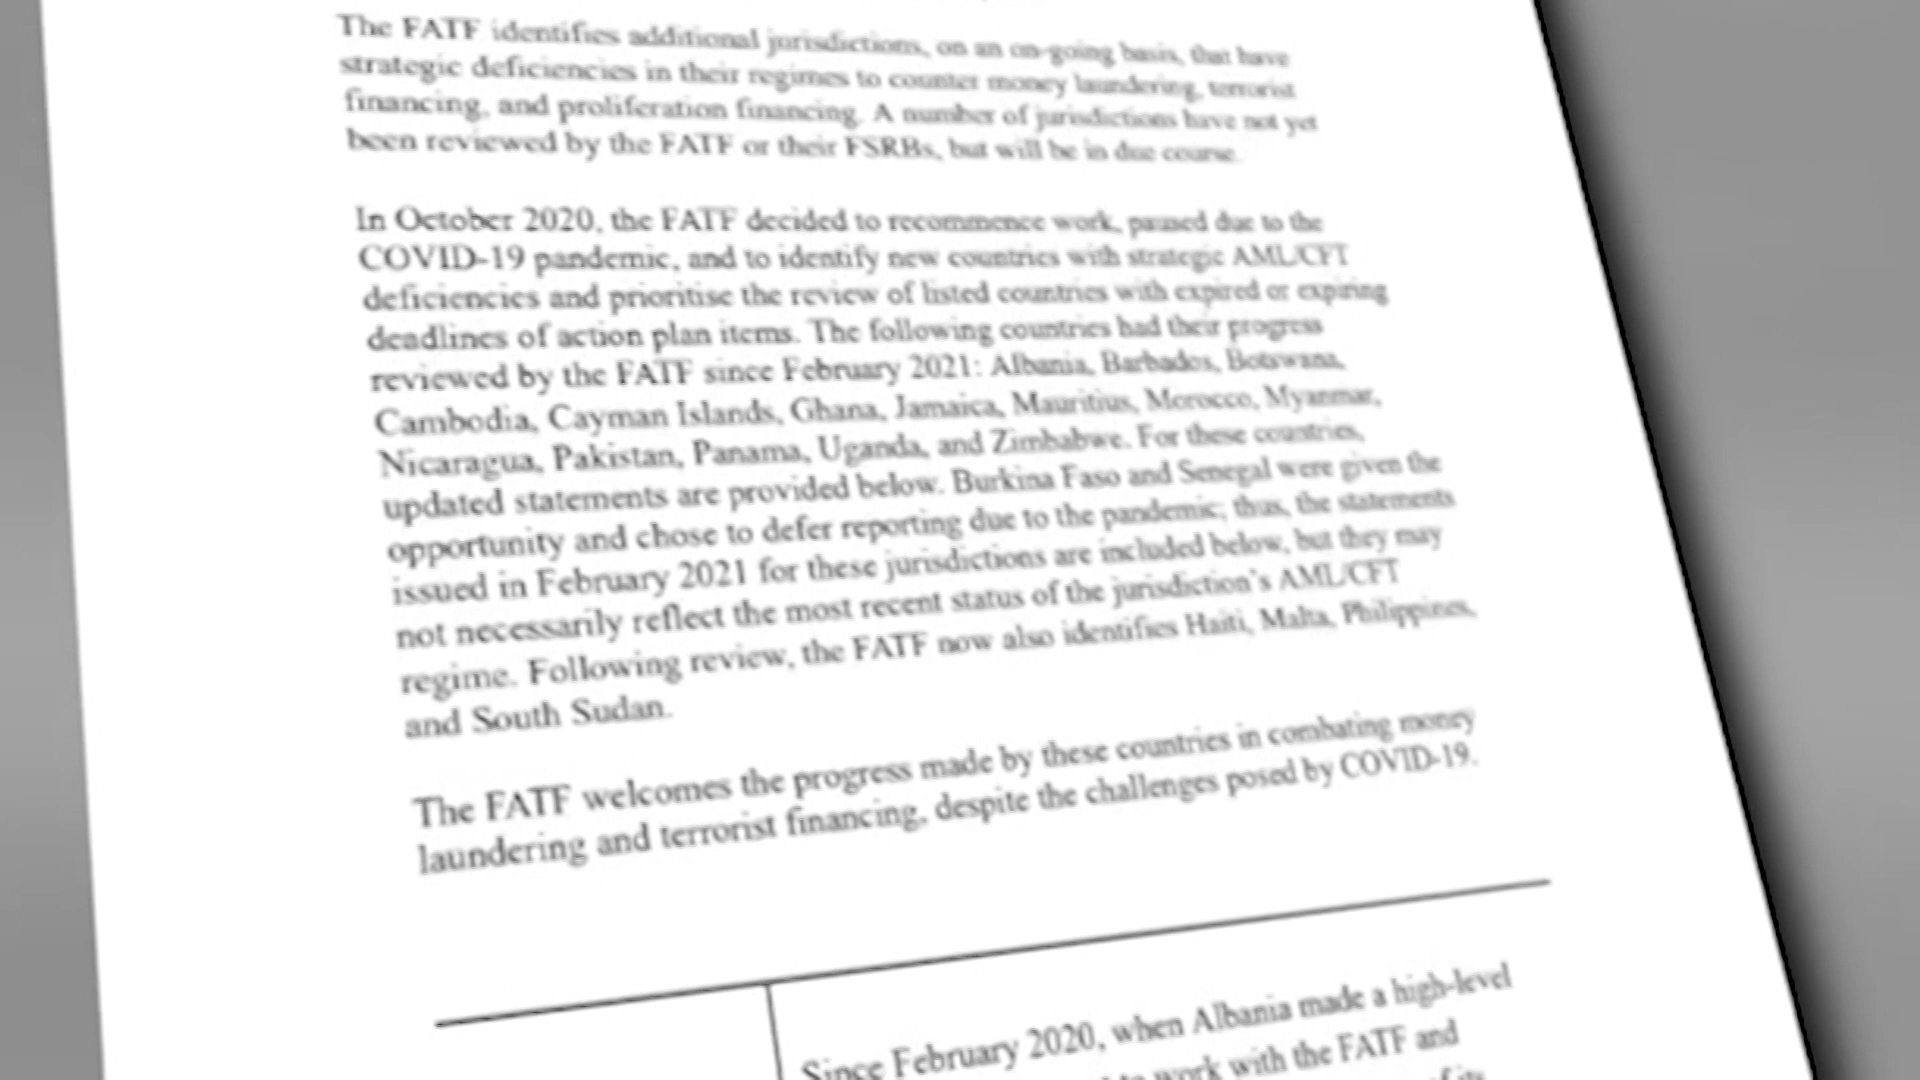 The FATF identifies additional jurisdictions, on an on-going basis, that have
strategic deficiencies in their regimes to counter money laundering, terrorist
financing, and proliferation financing. A number of jurisdictions have not yet
been reviewed by the FATF or their FSRBs, but will be in due course.
In October 2020, the FATF decided to recommence work, paused due to the
COVID-19 pandemic, and to identify new countries with strategic AML/CFT
deficiencies and prioritise the review of listed countries with expired or expiring
deadlines of action plan items. The following countries had their progress
reviewed by the FATF since February 2021: Albania, Barbados, Botswana,
Cambodia, Cayman Islands, Ghana, Jamaica, Mauritius, Morocco, Myanmar,
Nicaragua, Pakistan, Panama, Uganda, and Zimbabwe. For these countries,
updated statements are provided below. Burkina Faso and Senegal were given the
opportunity and chose to defer reporting due to the pandemic; thus, the statements
issued in February 2021 for these jurisdictions are included below, but they may
not necessarily reflect the most recent status of the jurisdiction's AML/CFT
regime. Following review, the FATF now also identifies Haiti, Malta, Philippines,
and South Sudan.
The FATF welcomes the progress made by these countries in combating money
laundering and terrorist financing, despite the challenges posed by COVID-19.
Since February 2020, when Albania made a high-level
to work with the FATF and
of its